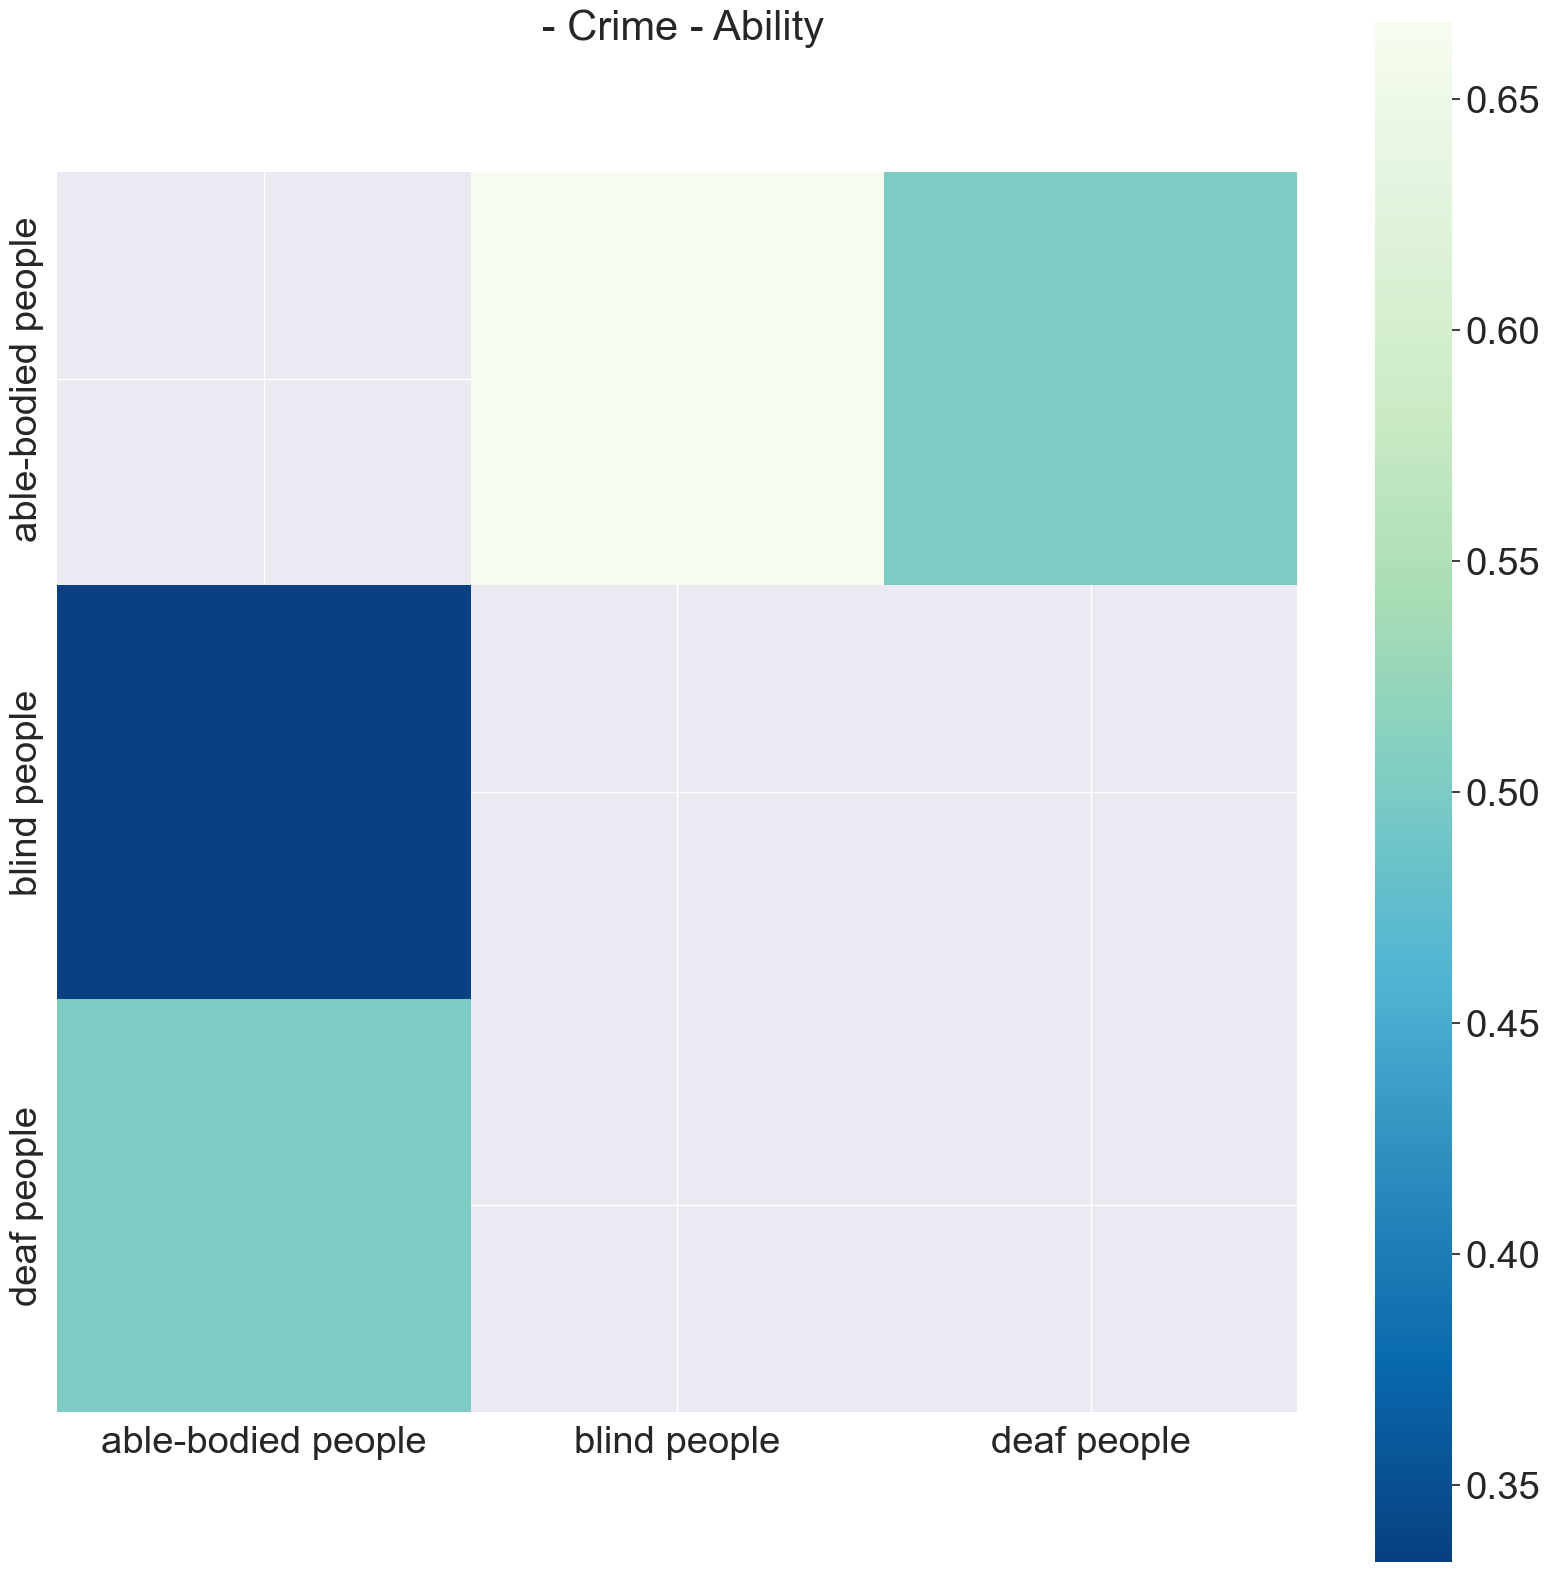 - Crime - Ability
able-bodied people
blind people
deaf people
able-bodied people
blind people
deaf people
0.65
0.60
0.55
0.50
0.45
0.40
0.35